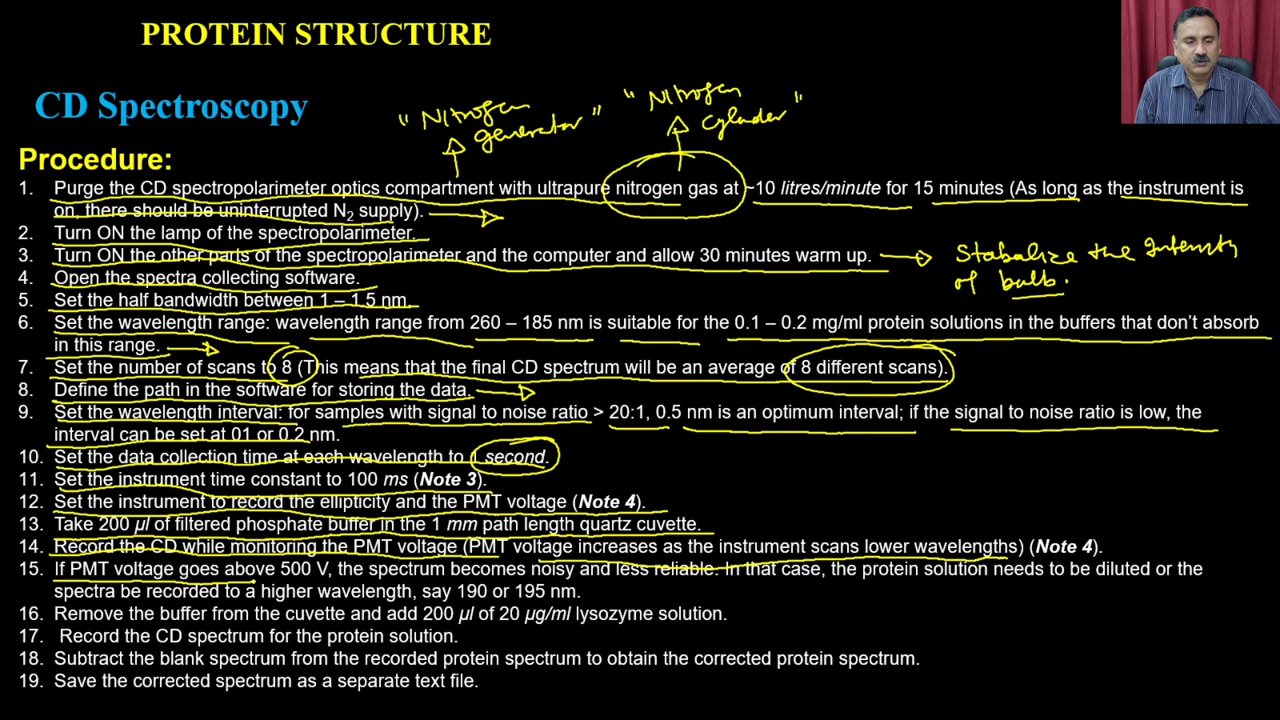 PROTEIN STRUCTURE
CD Spectroscopy
"Nitrogen generator"
"Nitrogen cylinder"
Procedure:
1. Purge the CD spectropolarimeter optics compartment with ultrapure nitrogen gas at ~10 litres/minute for 15 minutes (As long as the instrument is
on, there should be uninterrupted N₂ supply).
2. Turn ON the lamp of the spectropolarimeter.
3. Turn ON the other parts of the spectropolarimeter and the computer and allow 30 minutes warm up.
Stabalize the Intensity
of bulb.
4. Open the spectra collecting software.
5. Set the half bandwidth between 1 – 1.5 nm.
6. Set the wavelength range: wavelength range from 260 – 185 nm is suitable for the 0.1 – 0.2 mg/ml protein solutions in the buffers that don't absorb
in this range.
7. Set the number of scans to 8 (This means that the final CD spectrum will be an average of 8 different scans).
8. Define the path in the software for storing the data.
9. Set the wavelength interval: for samples with signal to noise ratio > 20:1, 0.5 nm is an optimum interval; if the signal to noise ratio is low, the
interval can be set at 01 or 0.2 nm.
10. Set the data collection time at each wavelength to 1 second.
11. Set the instrument time constant to 100 ms (Note 3).
12. Set the instrument to record the ellipticity and the PMT voltage (Note 4).
13. Take 200 µl of filtered phosphate buffer in the 1 mm path length quartz cuvette.
14. Record the CD while monitoring the PMT voltage (PMT voltage increases as the instrument scans lower wavelengths) (Note 4).
15. If PMT voltage goes above 500 V, the spectrum becomes noisy and less reliable. In that case, the protein solution needs to be diluted or the
spectra be recorded to a higher wavelength, say 190 or 195 nm.
16. Remove the buffer from the cuvette and add 200 µl of 20 µg/ml lysozyme solution.
17. Record the CD spectrum for the protein solution.
18. Subtract the blank spectrum from the recorded protein spectrum to obtain the corrected protein spectrum.
19. Save the corrected spectrum as a separate text file.